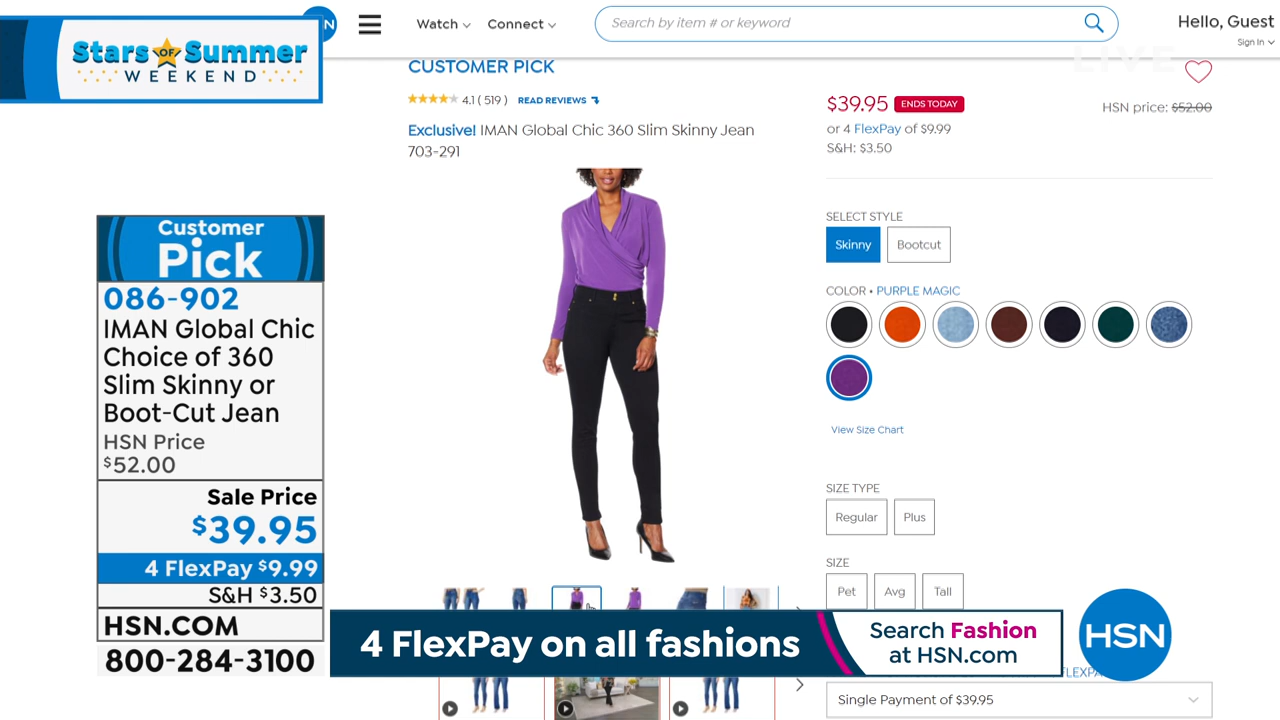 Stars OF Summer
WEEKEND
N
Watch
Connect
Search by item # or keyword
Hello, Guest
Sign In
LIVE
CUSTOMER PICK
4.1 ( 519 ) READ REVIEWS
Exclusive! IMAN Global Chic 360 Slim Skinny Jean
703-291
$39.95 ENDS TODAY
HSN price: $52.00
or 4 FlexPay of $9.99
S&H: $3.50
SELECT STYLE
Skinny
Bootcut
COLOR • PURPLE MAGIC
View Size Chart
SIZE TYPE
Regular
Plus
SIZE
Pet
Avg
Tall
Customer
Pick
086-902
IMAN Global Chic
Choice of 360
Slim Skinny or
Boot-Cut Jean
HSN Price
$52.00
Sale Price
$39.95
4 FlexPay $9.99
S&H $3.50
HSN.COM
800-284-3100
4 FlexPay on all fashions
Search Fashion
at HSN.com
HSN
Single Payment of $39.95